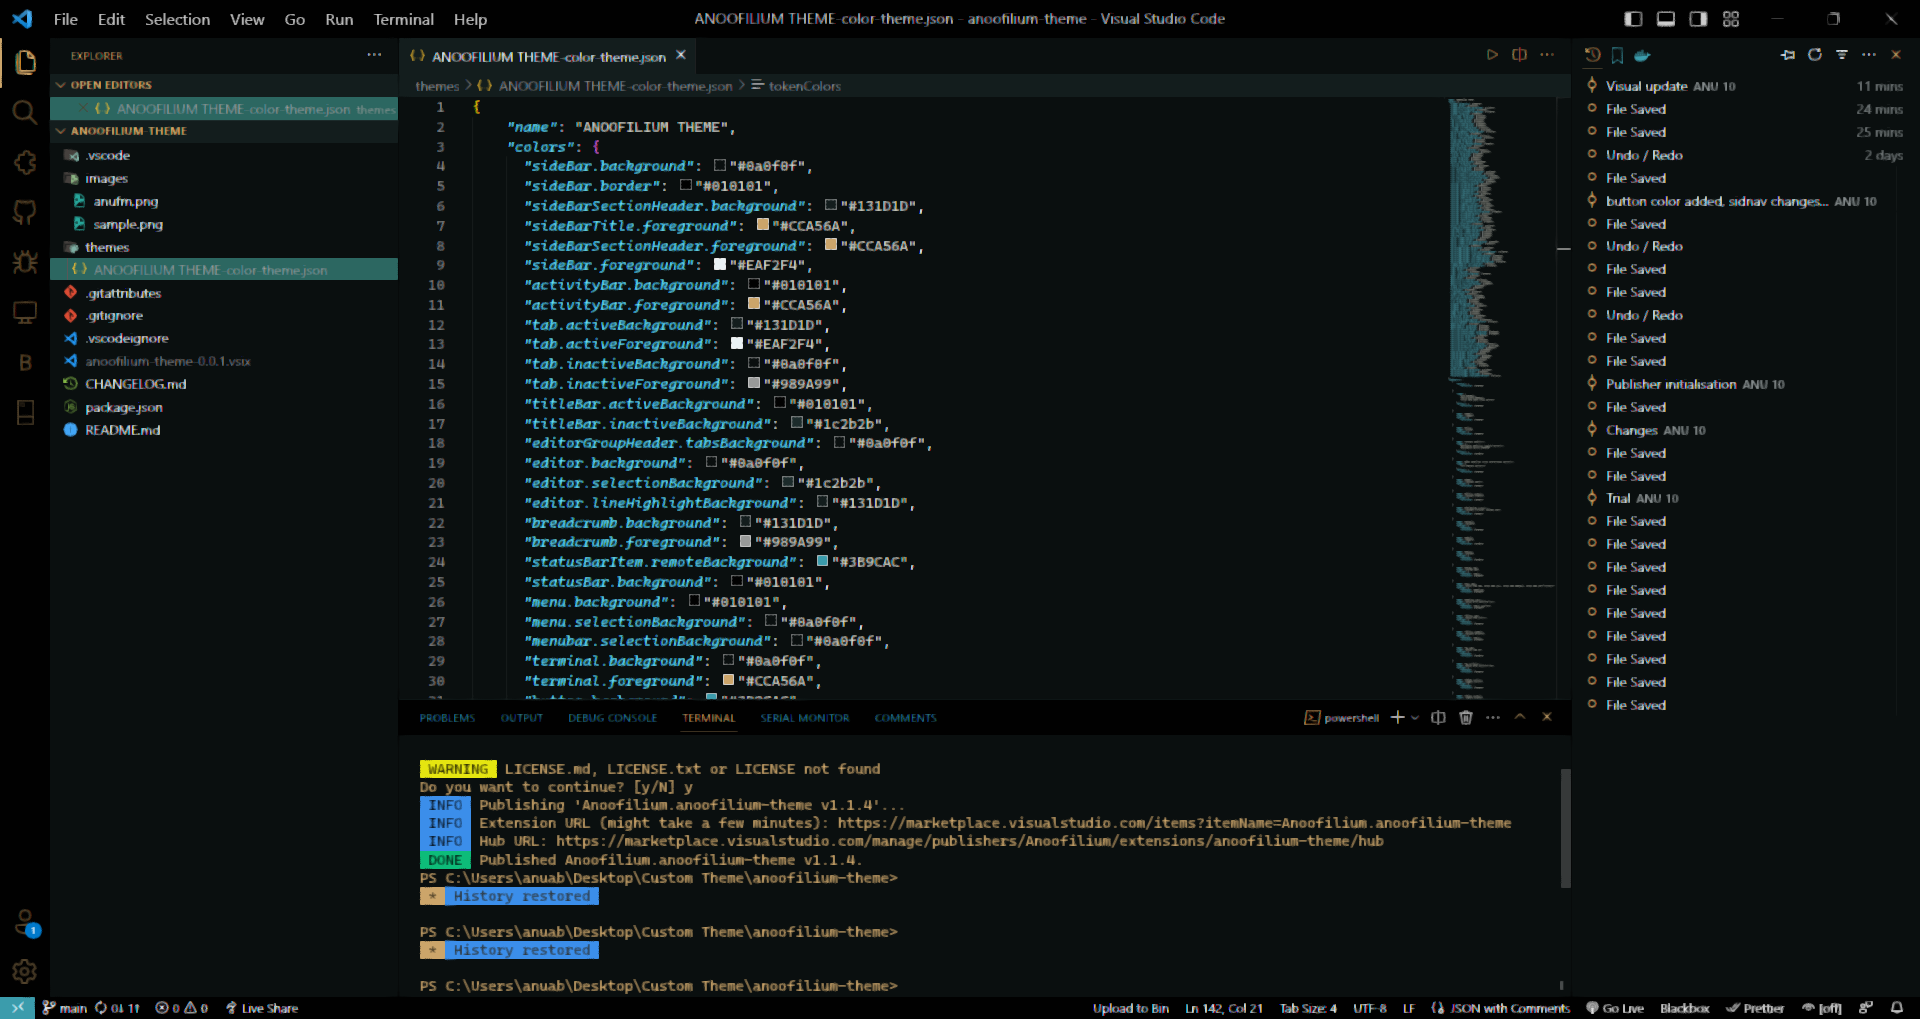 File Edit Selection View Go Run Terminal Help
ANOOFILIUM THEME-color-theme.json - anoofilium-theme - Visual Studio Code
EXPLORER
OPEN EDITORS
ANOOFILIUM THEME-color-theme.json themes
ANOOFILIUM-THEME
.vscode
images
anufm.png
sample.png
themes
ANOOFILIUM THEME-color-theme.json
.gitattributes
.gitignore
.vscodeignore
anoofilium-theme-0.0.1.vsix
CHANGELOG.md
package.json
README.md
B
1
ANOOFILIUM THEME-color-theme.json
themes > {} ANOOFILIUM THEME-color-theme.json > tokenColors
1 {
2 "name": "ANOOFILIUM THEME",
3 "colors": {
4 "sideBar.background": "#0a0f0f",
5 "sideBar.border": "#010101",
6 "sideBarSectionHeader.background": "#131D1D",
7 "sideBarTitle.foreground": "#CCA56A",
8 "sideBarSectionHeader.foreground": "#CCA56A",
9 "sideBar.foreground": "#EAF2F4",
10 "activityBar.background": "#010101",
11 "activityBar.foreground": "#CCA56A",
12 "tab.activeBackground": "#131D1D",
13 "tab.activeForeground": "#EAF2F4",
14 "tab.inactiveBackground": "#0a0f0f",
15 "tab.inactiveForeground": "#989A99",
16 "titleBar.activeBackground": "#010101",
17 "titleBar.inactiveBackground": "#1c2b2b",
18 "editorGroupHeader.tabsBackground": "#0a0f0f",
19 "editor.background": "#0a0f0f",
20 "editor.selectionBackground": "#1c2b2b",
21 "editor.lineHighlightBackground": "#131D1D",
22 "breadcrumb.background": "#131D1D",
23 "breadcrumb.foreground": "#989A99",
24 "statusBarItem.remoteBackground": "#3B9CAC",
25 "statusBar.background": "#010101",
26 "menu.background": "#010101",
27 "menu.selectionBackground": "#0a0f0f",
28 "menubar.selectionBackground": "#0a0f0f",
29 "terminal.background": "#0a0f0f",
30 "terminal.foreground": "#CCA56A",
PROBLEMS OUTPUT DEBUG CONSOLE TERMINAL SERIAL MONITOR COMMENTS
powershell
WARNING LICENSE.md, LICENSE.txt or LICENSE not found
Do you want to continue? [y/N] y
INFO Publishing 'Anoofilium.anoofilium-theme v1.1.4'...
INFO Extension URL (might take a few minutes): https://marketplace.visualstudio.com/items?itemName=Anoofilium.anoofilium-theme
INFO Hub URL: https://marketplace.visualstudio.com/manage/publishers/Anoofilium/extensions/anoofilium-theme/hub
DONE Published Anoofilium.anoofilium-theme v1.1.4.
PS C:\Users\anuab\Desktop\Custom Theme\anoofilium-theme>
* History restored
PS C:\Users\anuab\Desktop\Custom Theme\anoofilium-theme>
* History restored
PS C:\Users\anuab\Desktop\Custom Theme\anoofilium-theme>
Visual update ANU 10 11 mins
File Saved 24 mins
File Saved 25 mins
Undo / Redo 2 days
File Saved
button color added, sidnav changes... ANU 10
File Saved
Undo / Redo
File Saved
File Saved
Undo / Redo
File Saved
File Saved
Publisher initialisation ANU 10
File Saved
Changes ANU 10
File Saved
File Saved
Trial ANU 10
File Saved
File Saved
File Saved
File Saved
File Saved
File Saved
File Saved
File Saved
File Saved
main 0↓ 1↑ 0 0 Live Share
Upload to Bin Ln 142, Col 21 Tab Size: 4 UTF-8 LF JSON with Comments Go Live Blackbox Prettier [off]